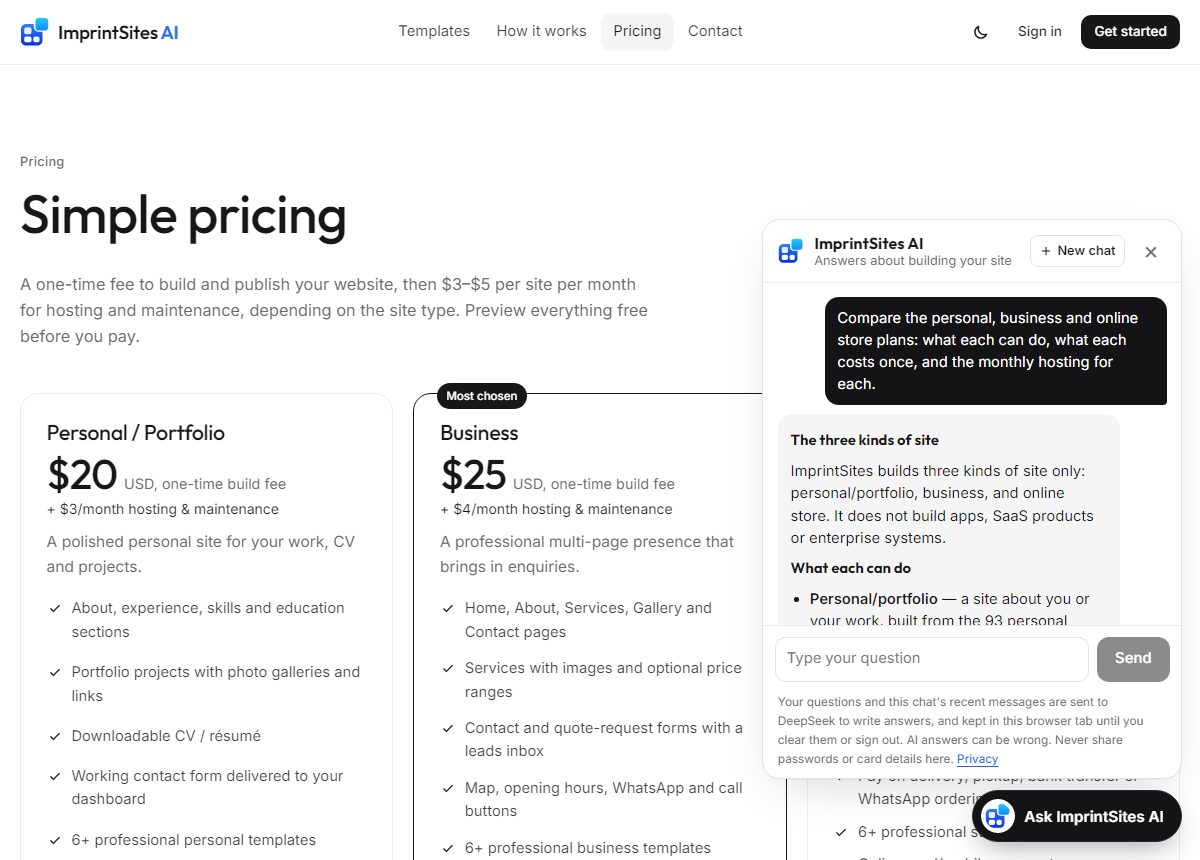 ImprintSites AI
Templates
How it works
Pricing
Contact
Sign in
Get started
Pricing
Simple pricing
A one-time fee to build and publish your website, then $3–$5 per site per month
for hosting and maintenance, depending on the site type. Preview everything free
before you pay.
Personal / Portfolio
$20 USD, one-time build fee
+ $3/month hosting & maintenance
A polished personal site for your work, CV
and projects.
About, experience, skills and education
sections
Portfolio projects with photo galleries and
links
Downloadable CV / résumé
Working contact form delivered to your
dashboard
6+ professional personal templates
Most chosen
Business
$25 USD, one-time build fee
+ $4/month hosting & maintenance
A professional multi-page presence that
brings in enquiries.
Home, About, Services, Gallery and
Contact pages
Services with images and optional price
ranges
Contact and quote-request forms with a
leads inbox
Map, opening hours, WhatsApp and call
buttons
6+ professional business templates
ImprintSites AI
Answers about building your site
+ New chat
Compare the personal, business and online
store plans: what each can do, what each
costs once, and the monthly hosting for
each.
The three kinds of site
ImprintSites builds three kinds of site only:
personal/portfolio, business, and online
store. It does not build apps, SaaS products
or enterprise systems.
What each can do
• Personal/portfolio — a site about you or
your work, built from the 93 personal
Type your question
Send
Your questions and this chat's recent messages are sent to
DeepSeek to write answers, and kept in this browser tab until you
clear them or sign out. AI answers can be wrong. Never share
passwords or card details here. Privacy
Pay on delivery, pickup, bank transfer or
WhatsApp
6+ professional
Ask ImprintSites AI